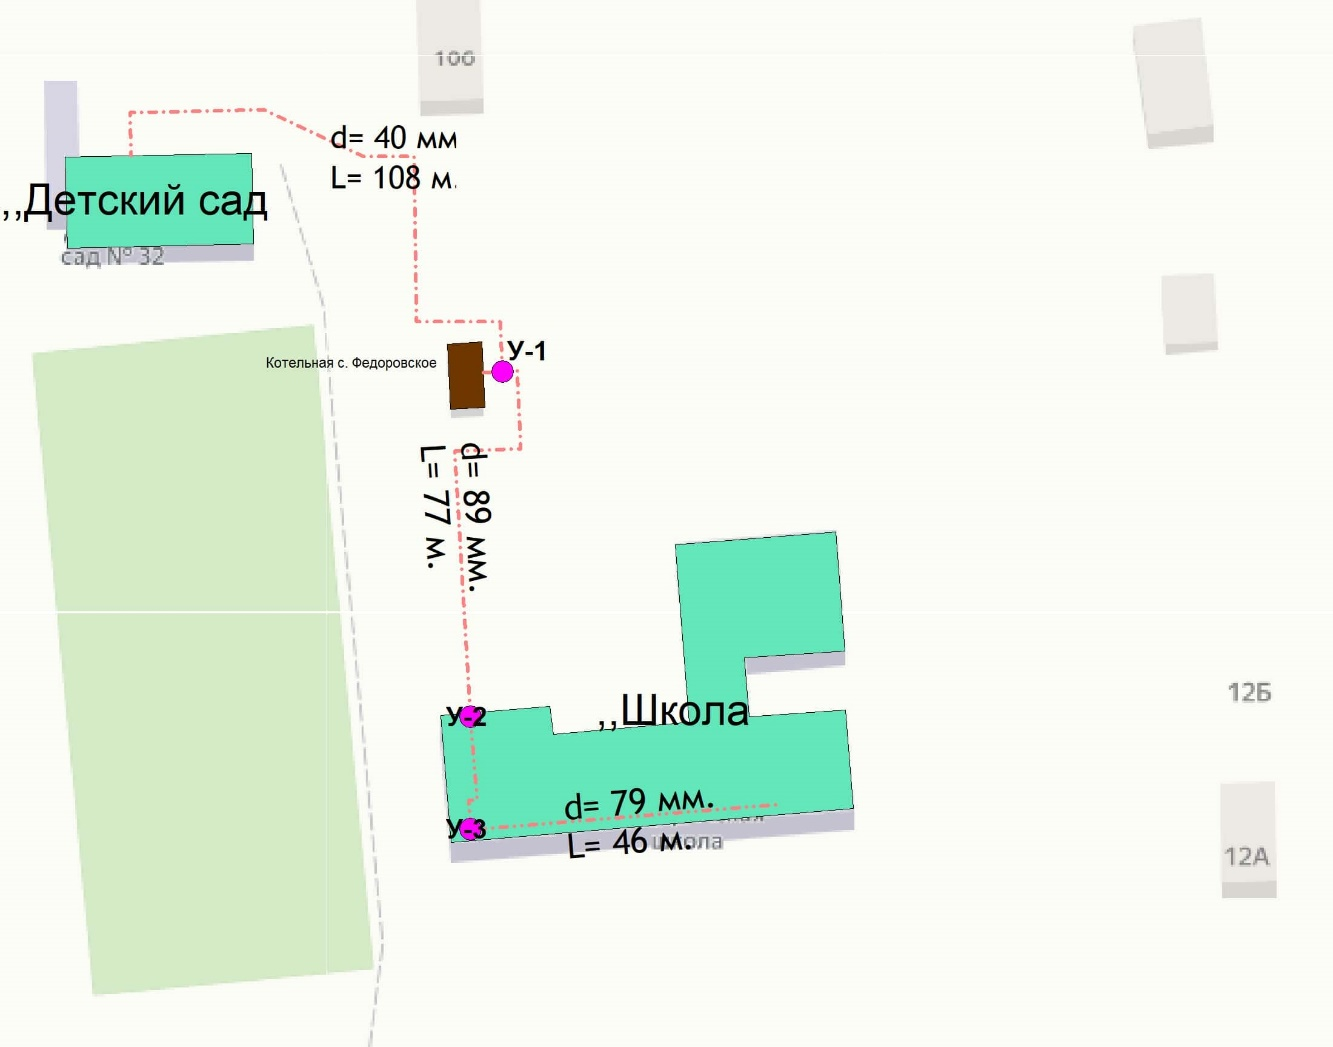 106
d= 40 мм
L= 108 м.
,,Детский сад
сад № 32
У-1
Котельная с. Федоровское
d= 89 мм.
L= 77 м.
12Б
,,Школа
У-2
d= 79 мм.
У-3
L= 46 м.
школа
12А